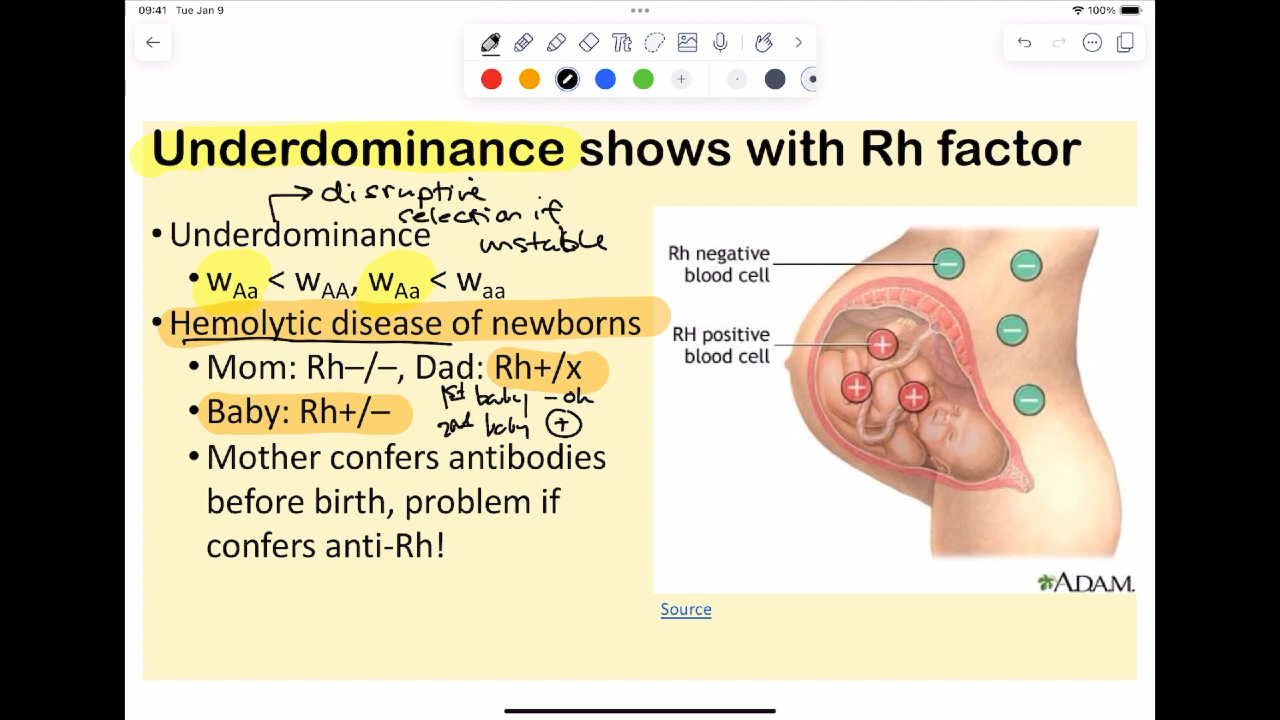 09:41 Tue Jan 9
100%
Tt
Underdominance shows with Rh factor
→ disruptive
selection if
unstable
• Underdominance
• wAa < wAA, wAa < waa
• Hemolytic disease of newborns
• Mom: Rh–/–, Dad: Rh+/x
1st baby – ok
• Baby: Rh+/–
2nd baby +
• Mother confers antibodies
before birth, problem if
confers anti-Rh!
Rh negative
blood cell
RH positive
blood cell
ADAM.
Source